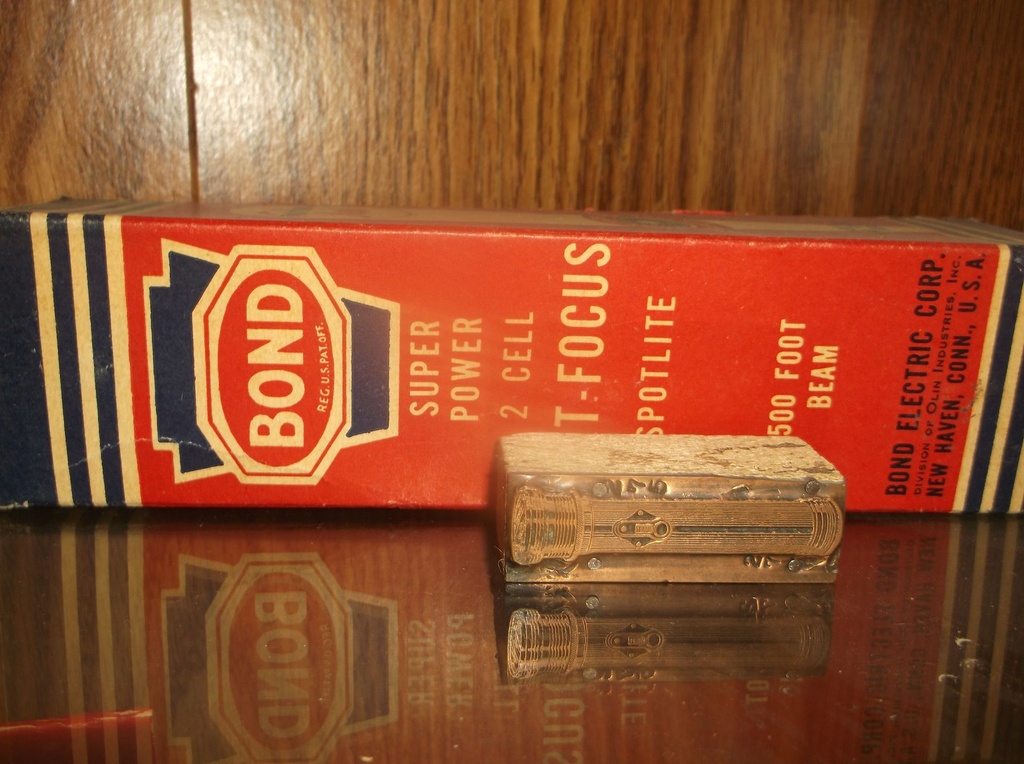 BOND
REG.U.S.PAT.OFF.
SUPER
POWER
2 CELL
T-FOCUS
SPOTLITE
500 FOOT
BEAM
BOND ELECTRIC CORP.
DIVISION OF OLIN INDUSTRIES, INC.
NEW HAVEN, CONN., U.S.A.